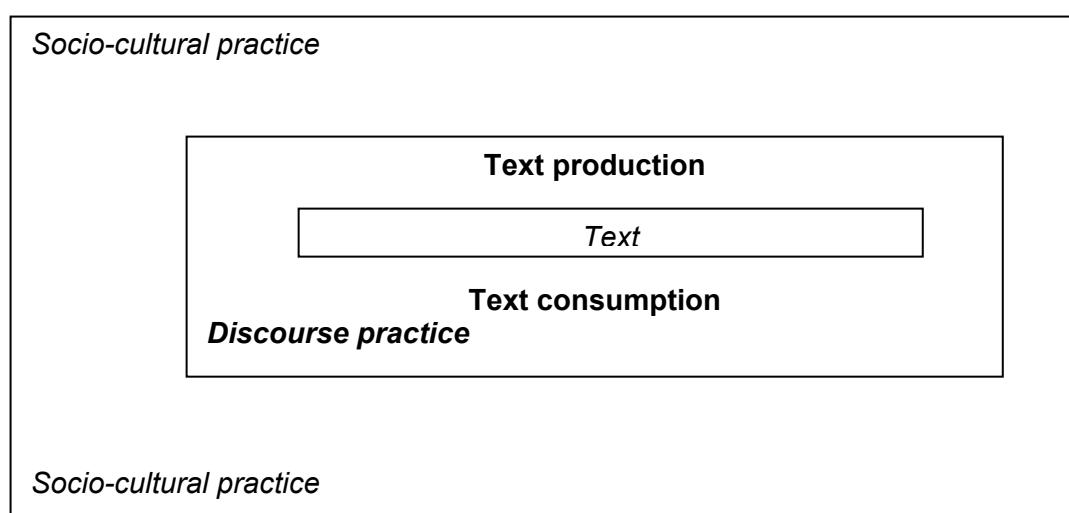 Socio-cultural practice
Text production
Text
Text consumption
Discourse practice
Socio-cultural practice